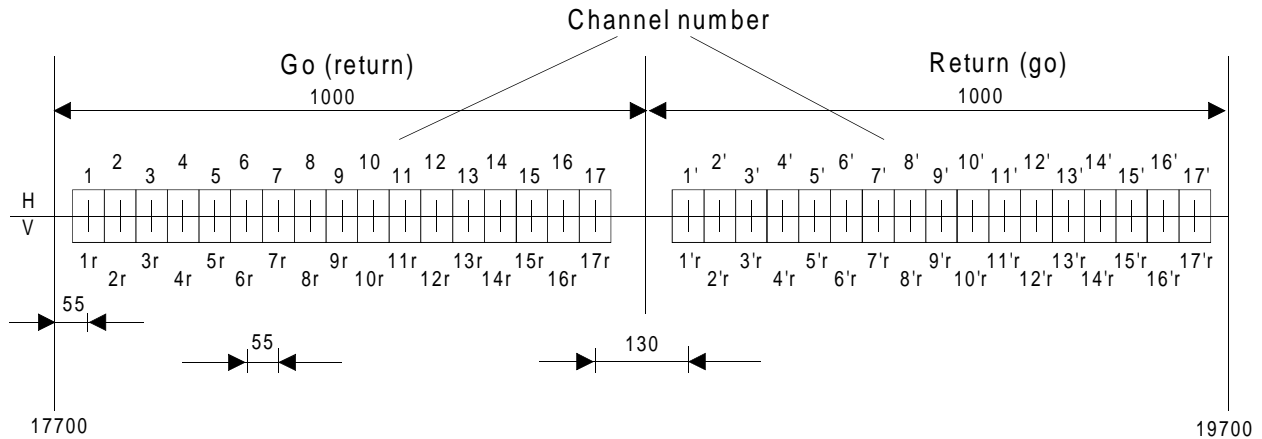 Channel number
Go (return) Return (go)
1000 1000
2 4 6 8 10 12 14 16 2' 4' 6' 8' 10' 12' 14' 16'
1 3 5 7 9 11 13 15 17 1' 3' 5' 7' 9' 11' 13' 15' 17'
H
V
1r 3r 5r 7r 9r 11r 13r 15r 17r 1'r 3'r 5'r 7'r 9'r 11'r 13'r 15'r 17'r
2r 4r 6r 8r 10r 12r 14r 16r 2'r 4'r 6'r 8'r 10'r 12'r 14'r 16'r
55
55 130
17700 19700